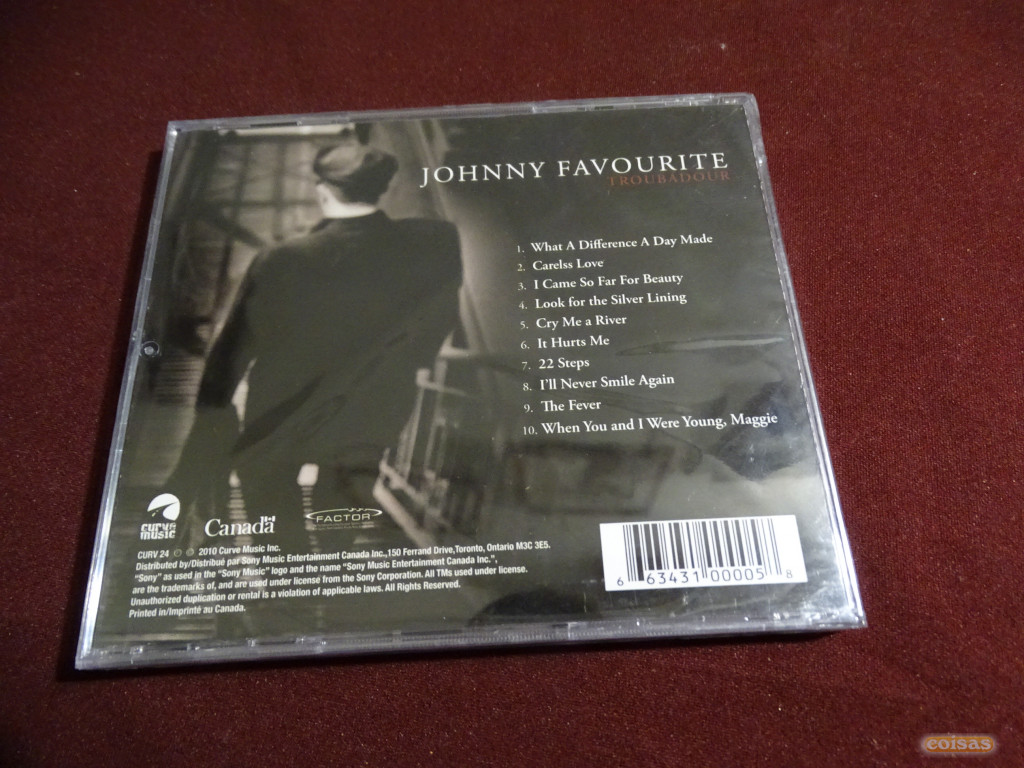 JOHNNY FAVOURITE
TROUBADOUR
1. What A Difference A Day Made
2. Carelss Love
3. I Came So Far For Beauty
4. Look for the Silver Lining
5. Cry Me a River
6. It Hurts Me
7. 22 Steps
8. I'll Never Smile Again
9. The Fever
10. When You and I Were Young, Maggie
curve music
Canada
FACTOR
CURV 24 ℗ © 2010 Curve Music Inc.
Distributed by/Distribué par Sony Music Entertainment Canada Inc.,150 Ferrand Drive,Toronto, Ontario M3C 3E5.
"Sony" as used in the "Sony Music" logo and the name "Sony Music Entertainment Canada Inc.",
are the trademarks of, and are used under license from the Sony Corporation. All TMs used under license.
Unauthorized duplication or rental is a violation of applicable laws. All Rights Reserved.
Printed in/Imprimé au Canada.
6 63431 00005 8
coisas